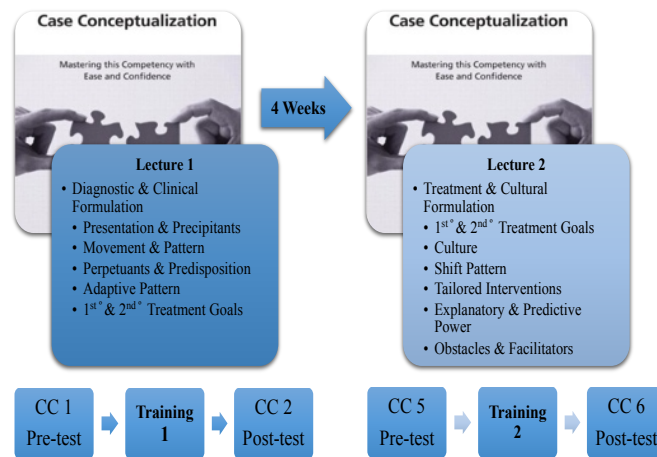 Case Conceptualization
Mastering this Competency with
Ease and Confidence
4 Weeks
Case Conceptualization
Mastering this Competency with
Ease and Confidence
Lecture 1
• Diagnostic & Clinical
Formulation
• Presentation & Precipitants
• Movement & Pattern
• Perpetuants & Predisposition
• Adaptive Pattern
• 1st° & 2nd° Treatment Goals
Lecture 2
• Treatment & Cultural
Formulation
• 1st° & 2nd° Treatment Goals
• Culture
• Shift Pattern
• Tailored Interventions
• Explanatory & Predictive
Power
• Obstacles & Facilitators
CC 1
Pre-test
Training
1
CC 2
Post-test
CC 5
Pre-test
Training
2
CC 6
Post-test